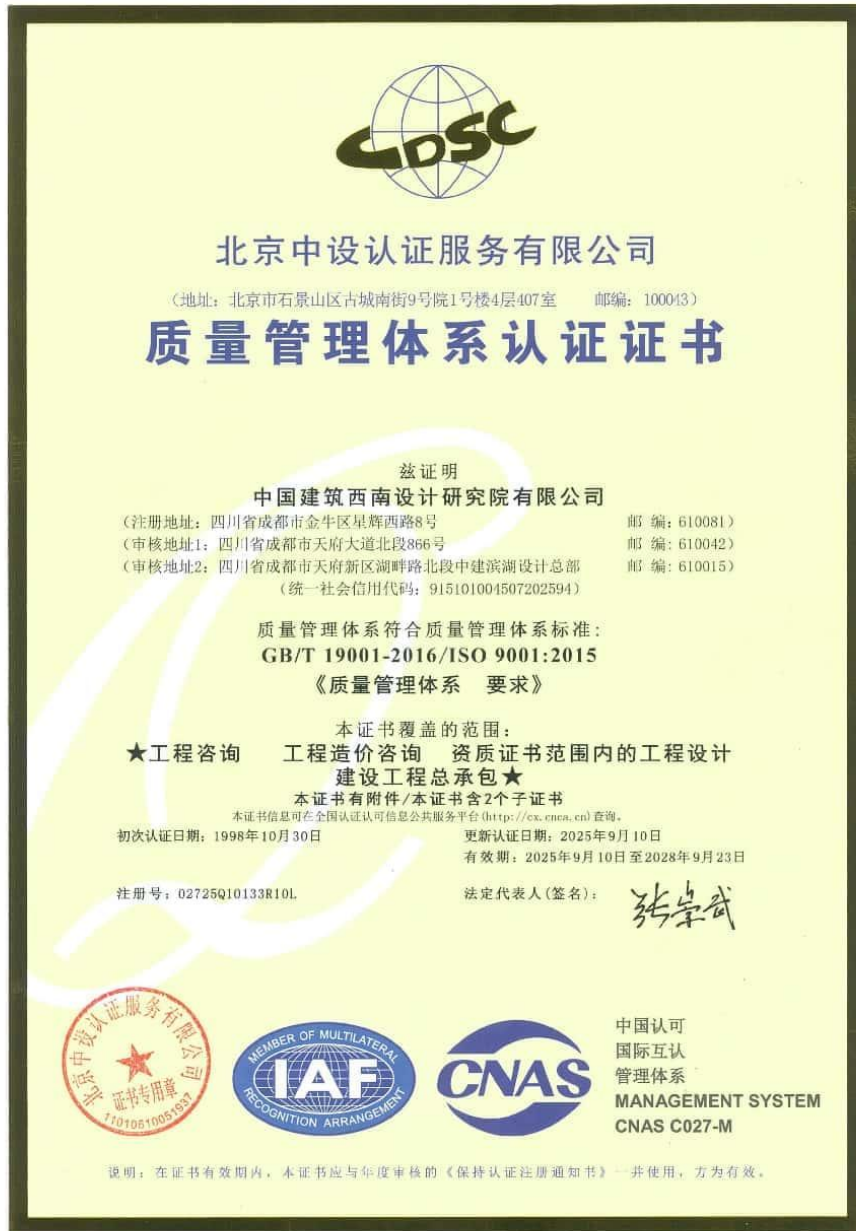 CDSC
北京中设认证服务有限公司
（地址：北京市石景山区古城南街9号院1号楼4层407室 邮编：100043）
质量管理体系认证证书
兹证明
中国建筑西南设计研究院有限公司
（注册地址：四川省成都市金牛区星辉西路8号 邮 编：610081）
（审核地址1：四川省成都市天府大道北段866号 邮 编：610042）
（审核地址2：四川省成都市天府新区湖畔路北段中建滨湖设计总部 邮 编：610015）
（统一社会信用代码：915101004507202594）
质量管理体系符合质量管理体系标准：
GB/T 19001-2016/ISO 9001:2015
《质量管理体系 要求》
本证书覆盖的范围：
★工程咨询 工程造价咨询 资质证书范围内的工程设计
建设工程总承包★
本证书有附件/本证书含2个子证书
本证书信息可在全国认证认可信息公共服务平台(http://cx.cnca.cn)查询。
初次认证日期：1998年10月30日 更新认证日期：2025年9月10日
有效期：2025年9月10日至2028年9月23日
注册号：02725Q10133R10L 法定代表人(签名)：
张崇武
北京中设认证服务有限公司
证书专用章
11010610051937
MEMBER OF MULTILATERAL
IAF
RECOGNITION ARRANGEMENT
CNAS
中国认可
国际互认
管理体系
MANAGEMENT SYSTEM
CNAS C027-M
说明：在证书有效期内，本证书应与年度审核的《保持认证注册通知书》一并使用，方为有效。